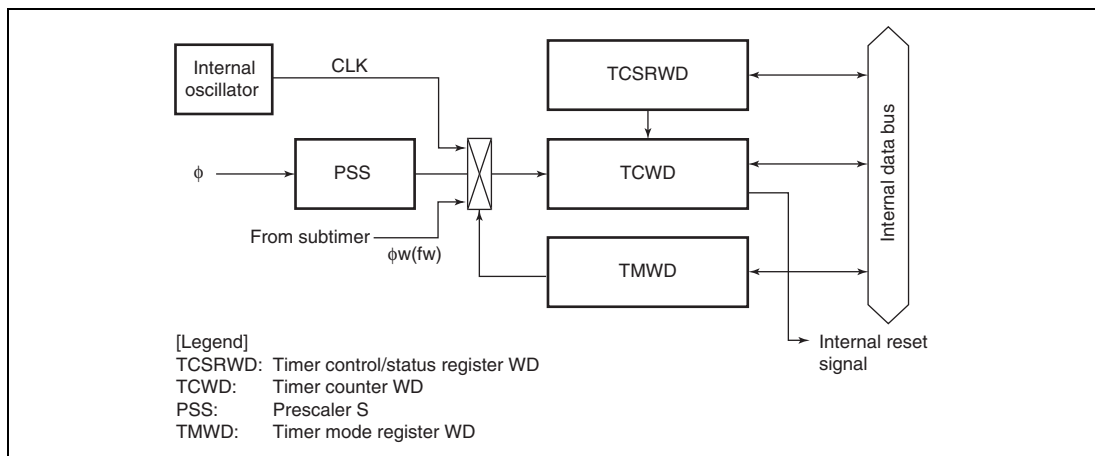 Internal
oscillator
CLK
TCSRWD
φ
PSS
TCWD
From subtimer
φw(fw)
TMWD
Internal data bus
Internal reset
signal
[Legend]
TCSRWD: Timer control/status register WD
TCWD: Timer counter WD
PSS: Prescaler S
TMWD: Timer mode register WD